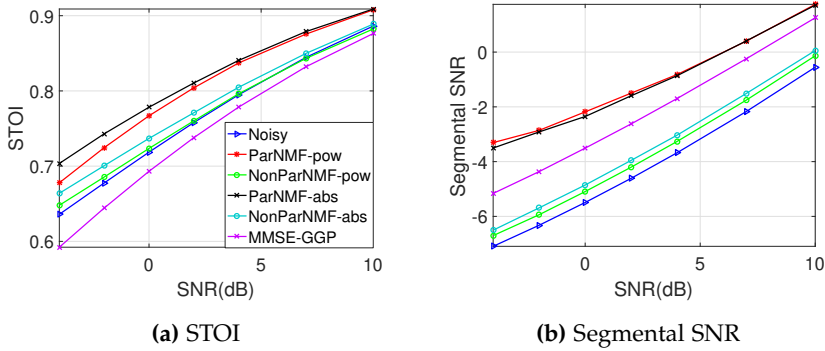 0.9
0.8
0.7
0.6
STOI
0
5
10
SNR(dB)
Noisy
ParNMF-pow
NonParNMF-pow
ParNMF-abs
NonParNMF-abs
MMSE-GGP
(a) STOI
0
-2
-4
-6
Segmental SNR
0
5
10
SNR(dB)
(b) Segmental SNR